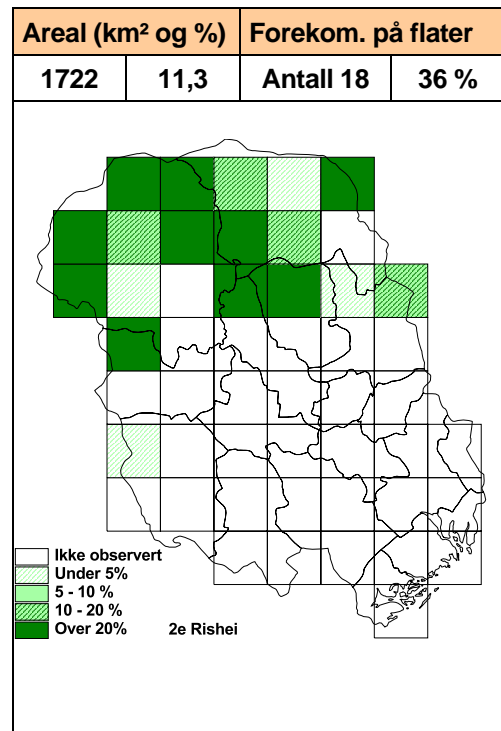 Areal (km² og %) Forekom. på flater
1722 11,3 Antall 18 36 %
Ikke observert
Under 5%
5 - 10 %
10 - 20 %
Over 20% 2e Rishei